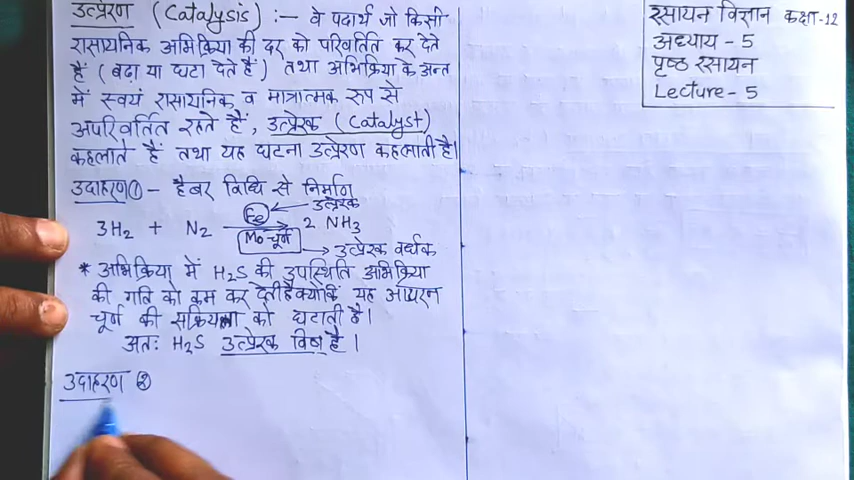 उत्प्रेरण (Catalysis) :- वे पदार्थ जो किसी
रासायनिक अभिक्रिया की दर को परिवर्तित कर देते
हैं (बढ़ा या घटा देते हैं) तथा अभिक्रिया के अन्त
में स्वयं रासायनिक व मात्रात्मक रूप से
अपरिवर्तित रहते हैं, उत्प्रेरक (Catalyst)
कहलाते हैं तथा यह घटना उत्प्रेरण कहलाती है।
उदाहरण① - हैबर विधि से निर्माण
Fe ← उत्प्रेरक
3H₂ + N₂ → 2 NH₃
Mo चूर्ण → उत्प्रेरक वर्धक
* अभिक्रिया में H₂S की उपस्थिति अभिक्रिया
की गति को कम कर देती है क्योंकि यह आयरन
चूर्ण की सक्रियता को घटाती है।
अतः H₂S उत्प्रेरक विष है।
उदाहरण ②
रसायन विज्ञान कक्षा-12
अध्याय - 5
पृष्ठ रसायन
Lecture - 5